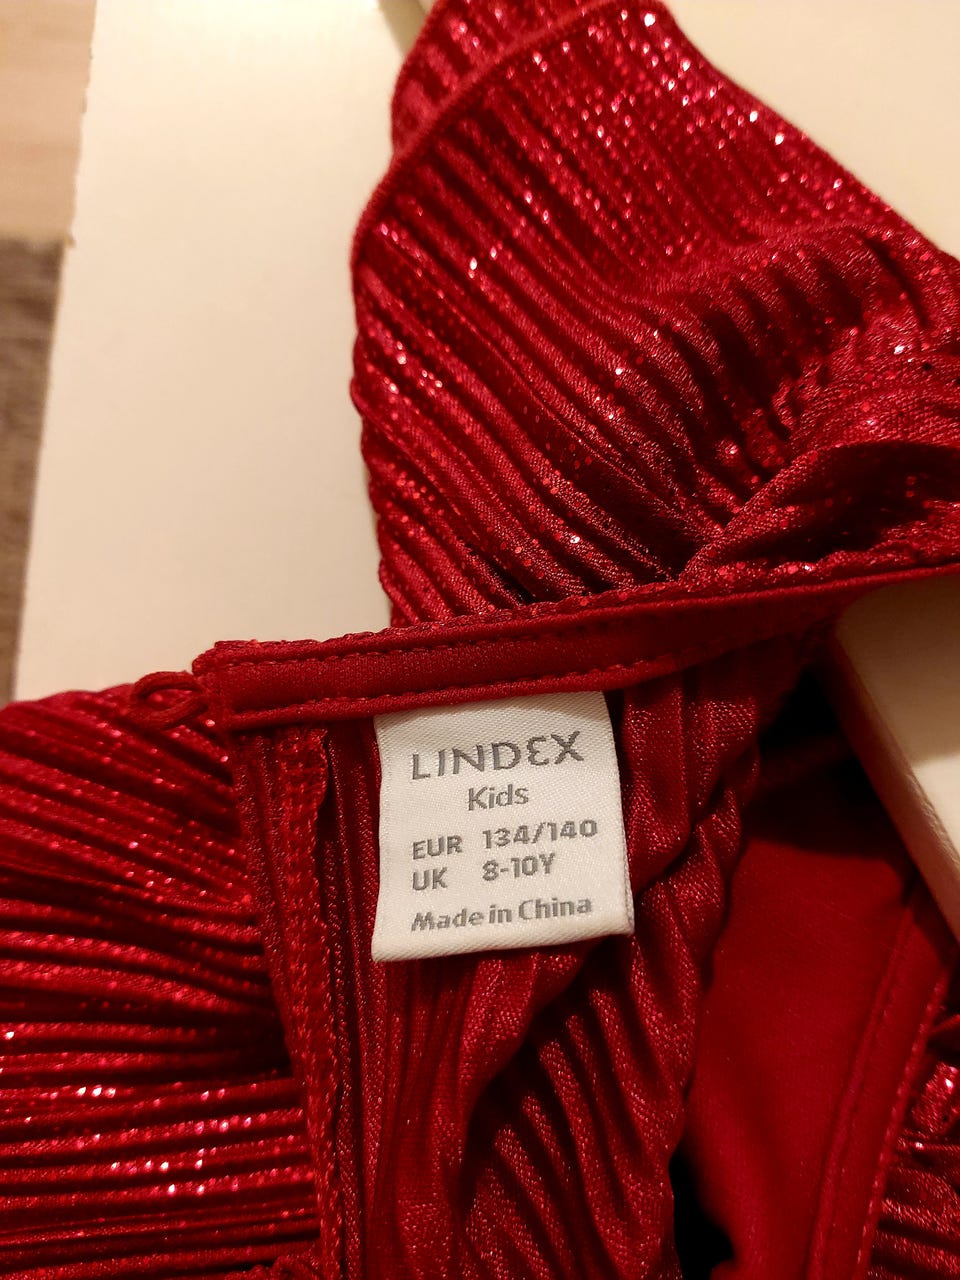 LINDEX
Kids
EUR 134/140
UK 8-10Y
Made in China